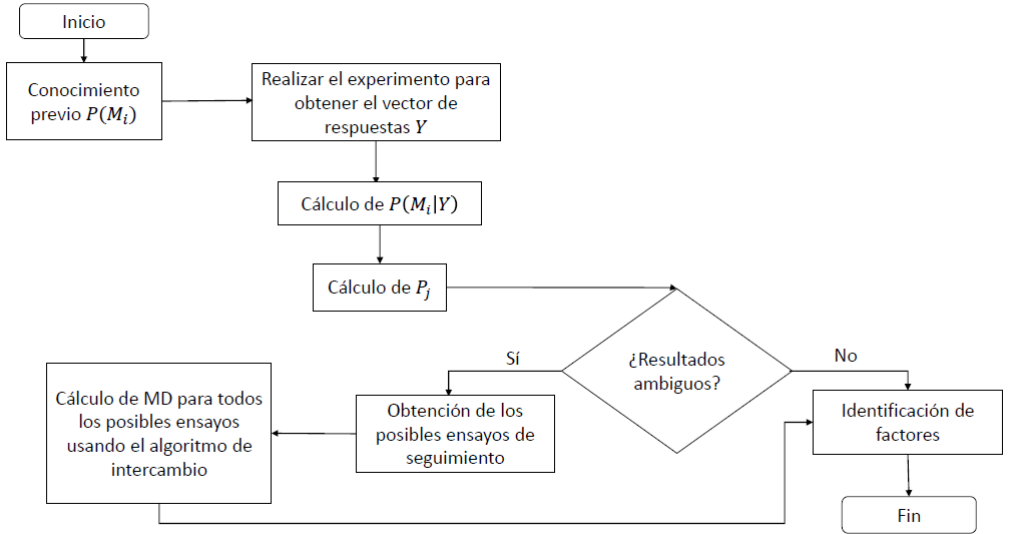 Inicio
Conocimiento
previo P(Mᵢ)
Realizar el experimento para
obtener el vector de
respuestas Y
Cálculo de P(Mᵢ|Y)
Cálculo de Pⱼ
¿Resultados
ambiguos?
Sí
No
Obtención de los
posibles ensayos de
seguimiento
Cálculo de MD para todos
los posibles ensayos
usando el algoritmo de
intercambio
Identificación de
factores
Fin